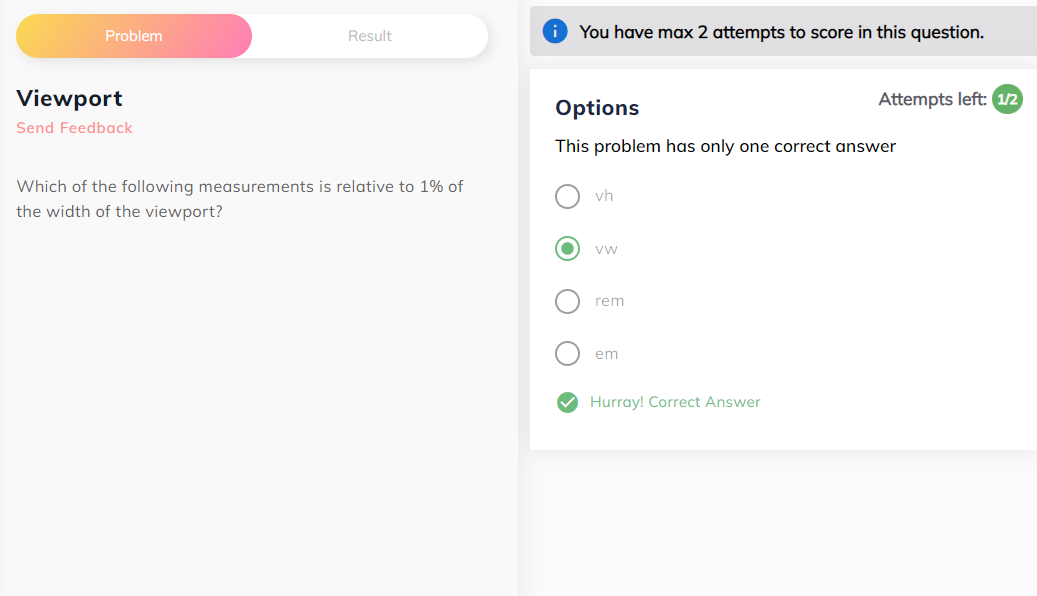 Problem
Result
Viewport
Send Feedback
Which of the following measurements is relative to 1% of
the width of the viewport?
You have max 2 attempts to score in this question.
Options
Attempts left: 1/2
This problem has only one correct answer
vh
vw
rem
em
Hurray! Correct Answer